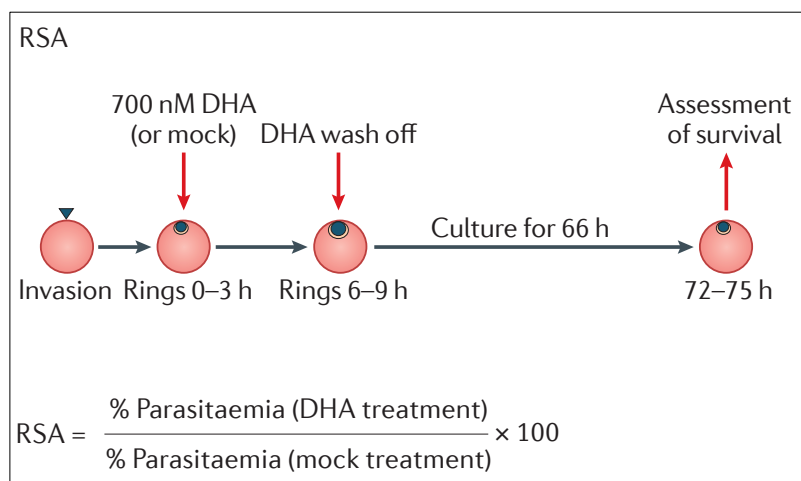 RSA
700 nM DHA
(or mock)
DHA wash off
Assessment
of survival
Culture for 66 h
Invasion
Rings 0–3 h
Rings 6–9 h
72–75 h
RSA = % Parasitaemia (DHA treatment)
% Parasitaemia (mock treatment) × 100